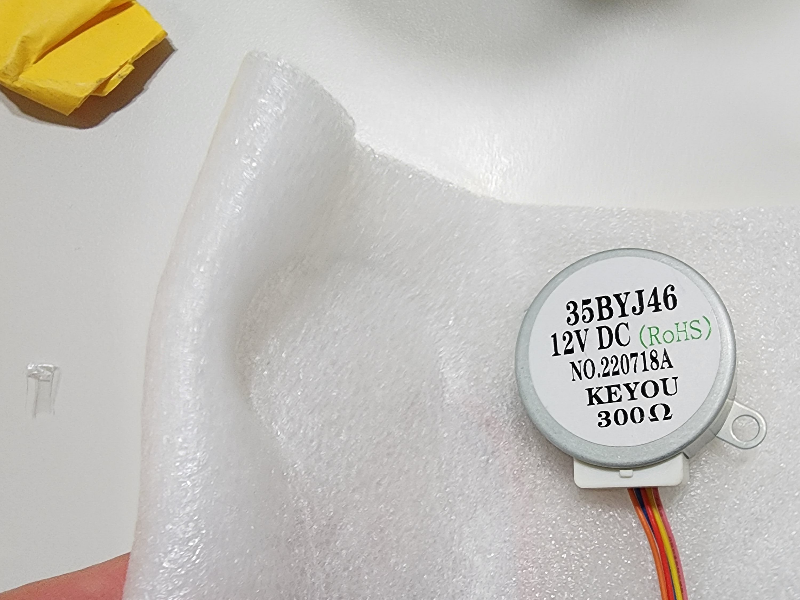 35BYJ46
12V DC (RoHS)
NO.220718A
KEYOU
300Ω